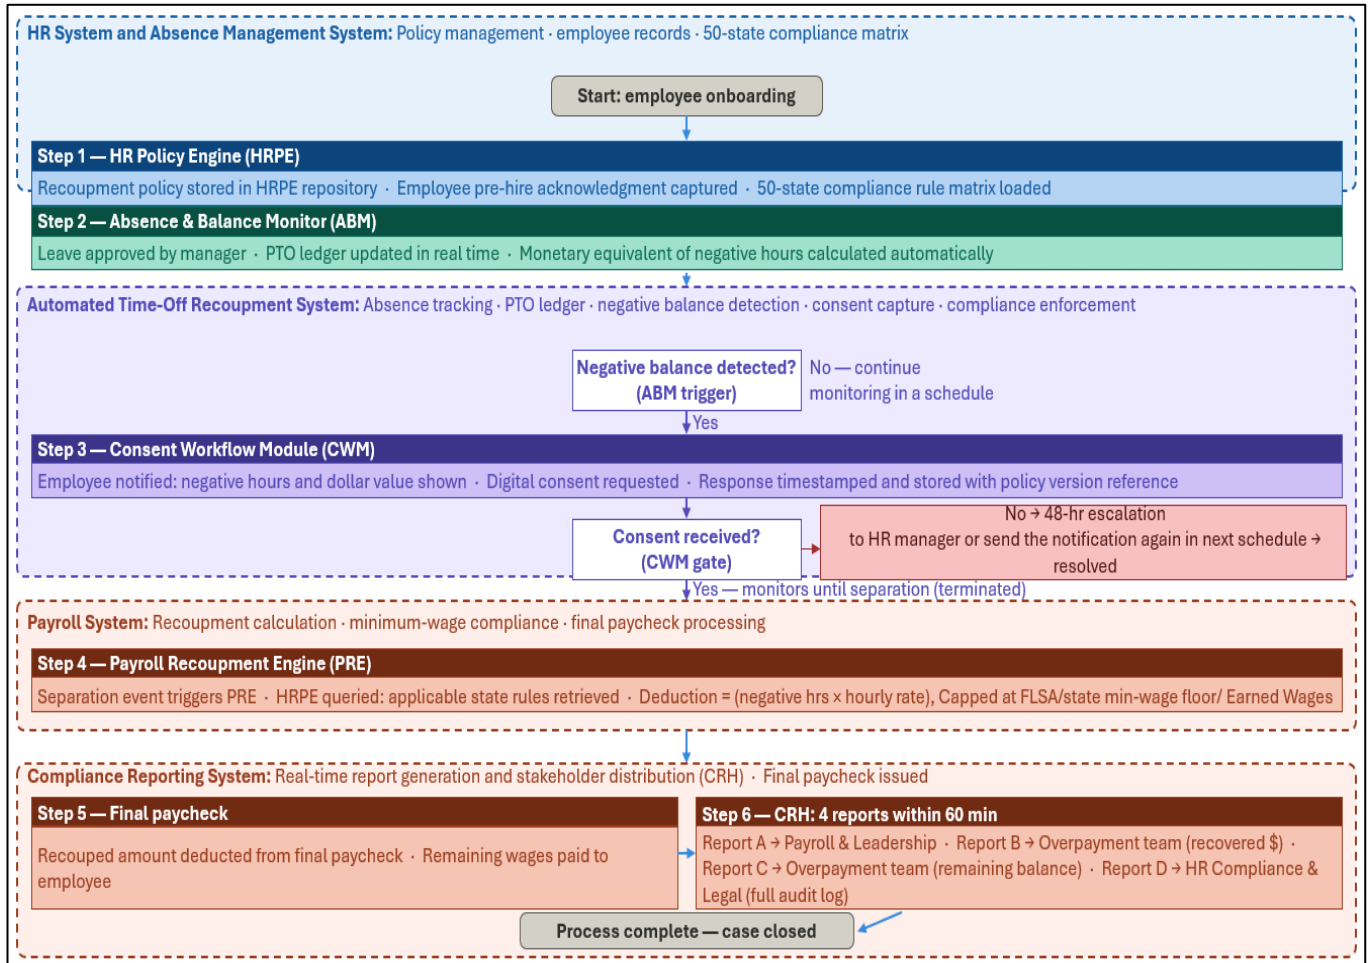 HR System and Absence Management System: Policy management · employee records · 50-state compliance matrix
Start: employee onboarding
Step 1 — HR Policy Engine (HRPE)
Recoupment policy stored in HRPE repository · Employee pre-hire acknowledgment captured · 50-state compliance rule matrix loaded
Step 2 — Absence & Balance Monitor (ABM)
Leave approved by manager · PTO ledger updated in real time · Monetary equivalent of negative hours calculated automatically
Automated Time-Off Recoupment System: Absence tracking · PTO ledger · negative balance detection · consent capture · compliance enforcement
Negative balance detected?
(ABM trigger)
No — continue
monitoring in a schedule
Yes
Step 3 — Consent Workflow Module (CWM)
Employee notified: negative hours and dollar value shown · Digital consent requested · Response timestamped and stored with policy version reference
Consent received?
(CWM gate)
No → 48-hr escalation
to HR manager or send the notification again in next schedule →
resolved
Yes — monitors until separation (terminated)
Payroll System: Recoupment calculation · minimum-wage compliance · final paycheck processing
Step 4 — Payroll Recoupment Engine (PRE)
Separation event triggers PRE · HRPE queried: applicable state rules retrieved · Deduction = (negative hrs × hourly rate), Capped at FLSA/state min-wage floor/ Earned Wages
Compliance Reporting System: Real-time report generation and stakeholder distribution (CRH) · Final paycheck issued
Step 5 — Final paycheck
Recouped amount deducted from final paycheck · Remaining wages paid to
employee
Step 6 — CRH: 4 reports within 60 min
Report A → Payroll & Leadership · Report B → Overpayment team (recovered $) ·
Report C → Overpayment team (remaining balance) · Report D → HR Compliance &
Legal (full audit log)
Process complete — case closed